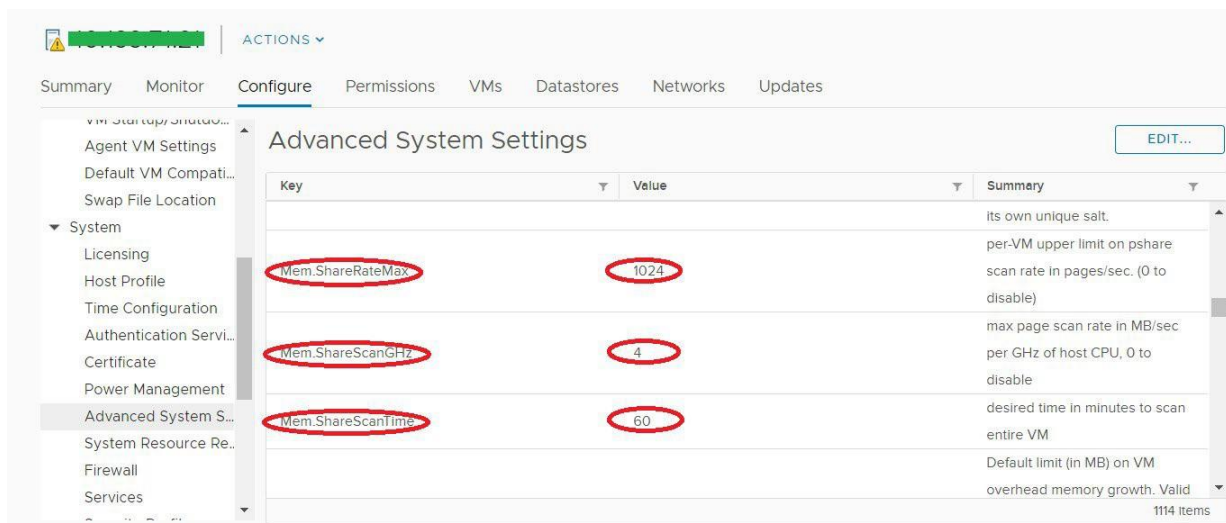 ACTIONS
Summary Monitor Configure Permissions VMs Datastores Networks Updates
Agent VM Settings
Default VM Compati...
Swap File Location
System
Licensing
Host Profile
Time Configuration
Authentication Servi...
Certificate
Power Management
Advanced System S...
System Resource Re...
Firewall
Services
Advanced System Settings
EDIT...
Key Value Summary
its own unique salt.
per-VM upper limit on pshare
Mem.ShareRateMax 1024 scan rate in pages/sec. (0 to
disable)
max page scan rate in MB/sec
Mem.ShareScanGHz 4 per GHz of host CPU, 0 to
disable
desired time in minutes to scan
Mem.ShareScanTime 60
entire VM
Default limit (in MB) on VM
overhead memory growth. Valid
1114 items